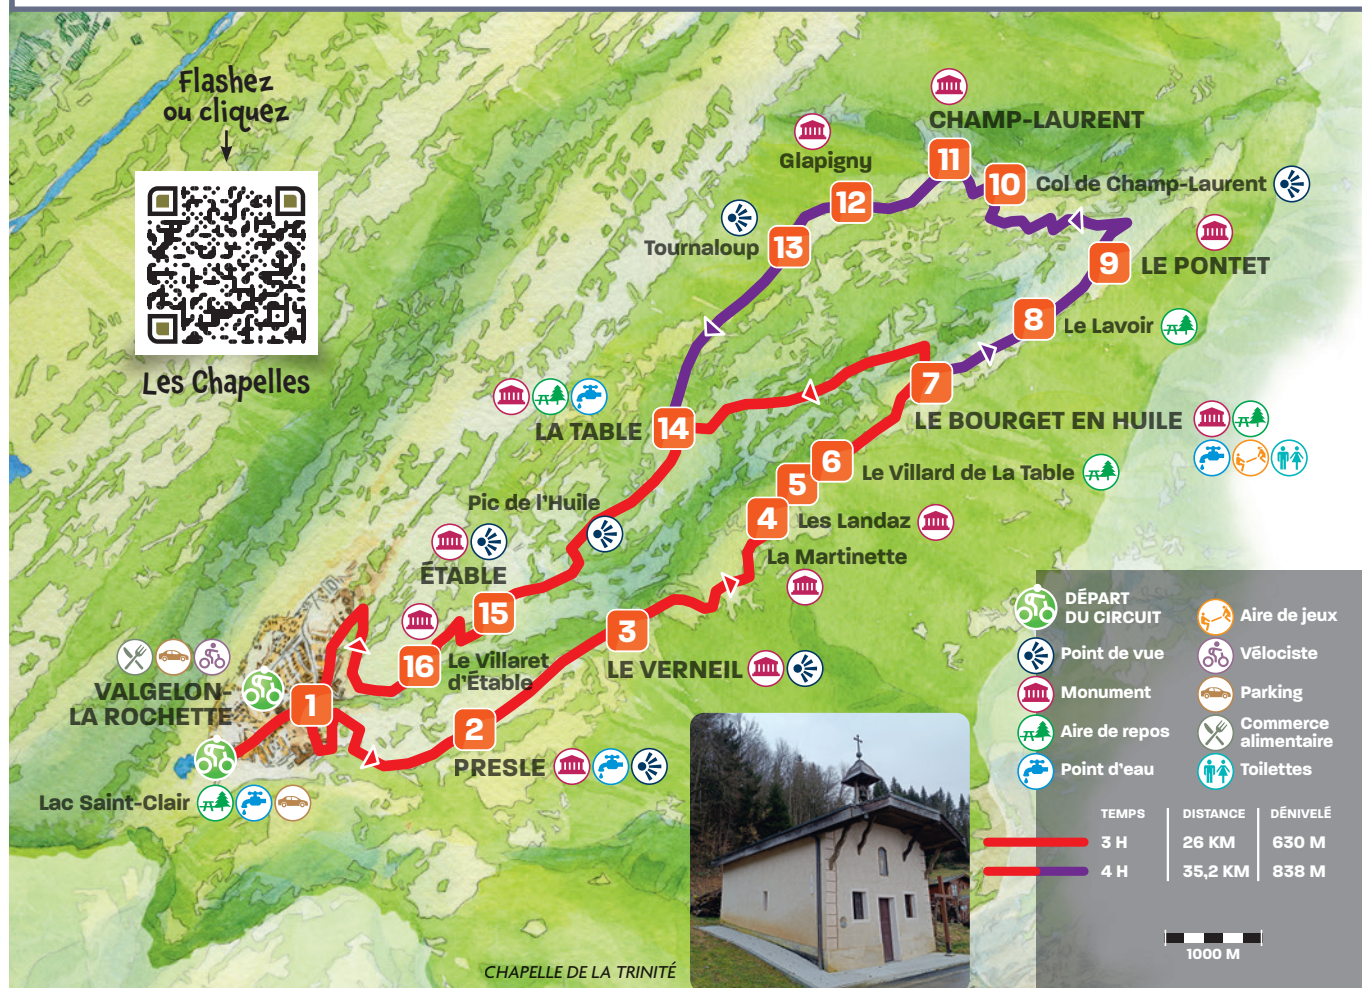 Flashez
ou cliquez
Les Chapelles
CHAMP-LAURENT
Glapigny
11
10
Col de Champ-Laurent
12
Tournaloup
13
9
LE PONTET
8
Le Lavoir
7
LE BOURGET EN HUILE
LA TABLE
14
6
Le Villard de La Table
5
4
Les Landaz
La Martinette
Pic de l'Huile
ÉTABLE
15
3
LE VERNEIL
16
Le Villaret
d'Étable
VALGELON-
LA ROCHETTE
1
2
PRESLE
Lac Saint-Clair
CHAPELLE DE LA TRINITÉ
DÉPART
DU CIRCUIT
Point de vue
Monument
Aire de repos
Point d'eau
Aire de jeux
Vélociste
Parking
Commerce
alimentaire
Toilettes
TEMPS DISTANCE DÉNIVELÉ
3 H 26 KM 630 M
4 H 35,2 KM 838 M
1000 M